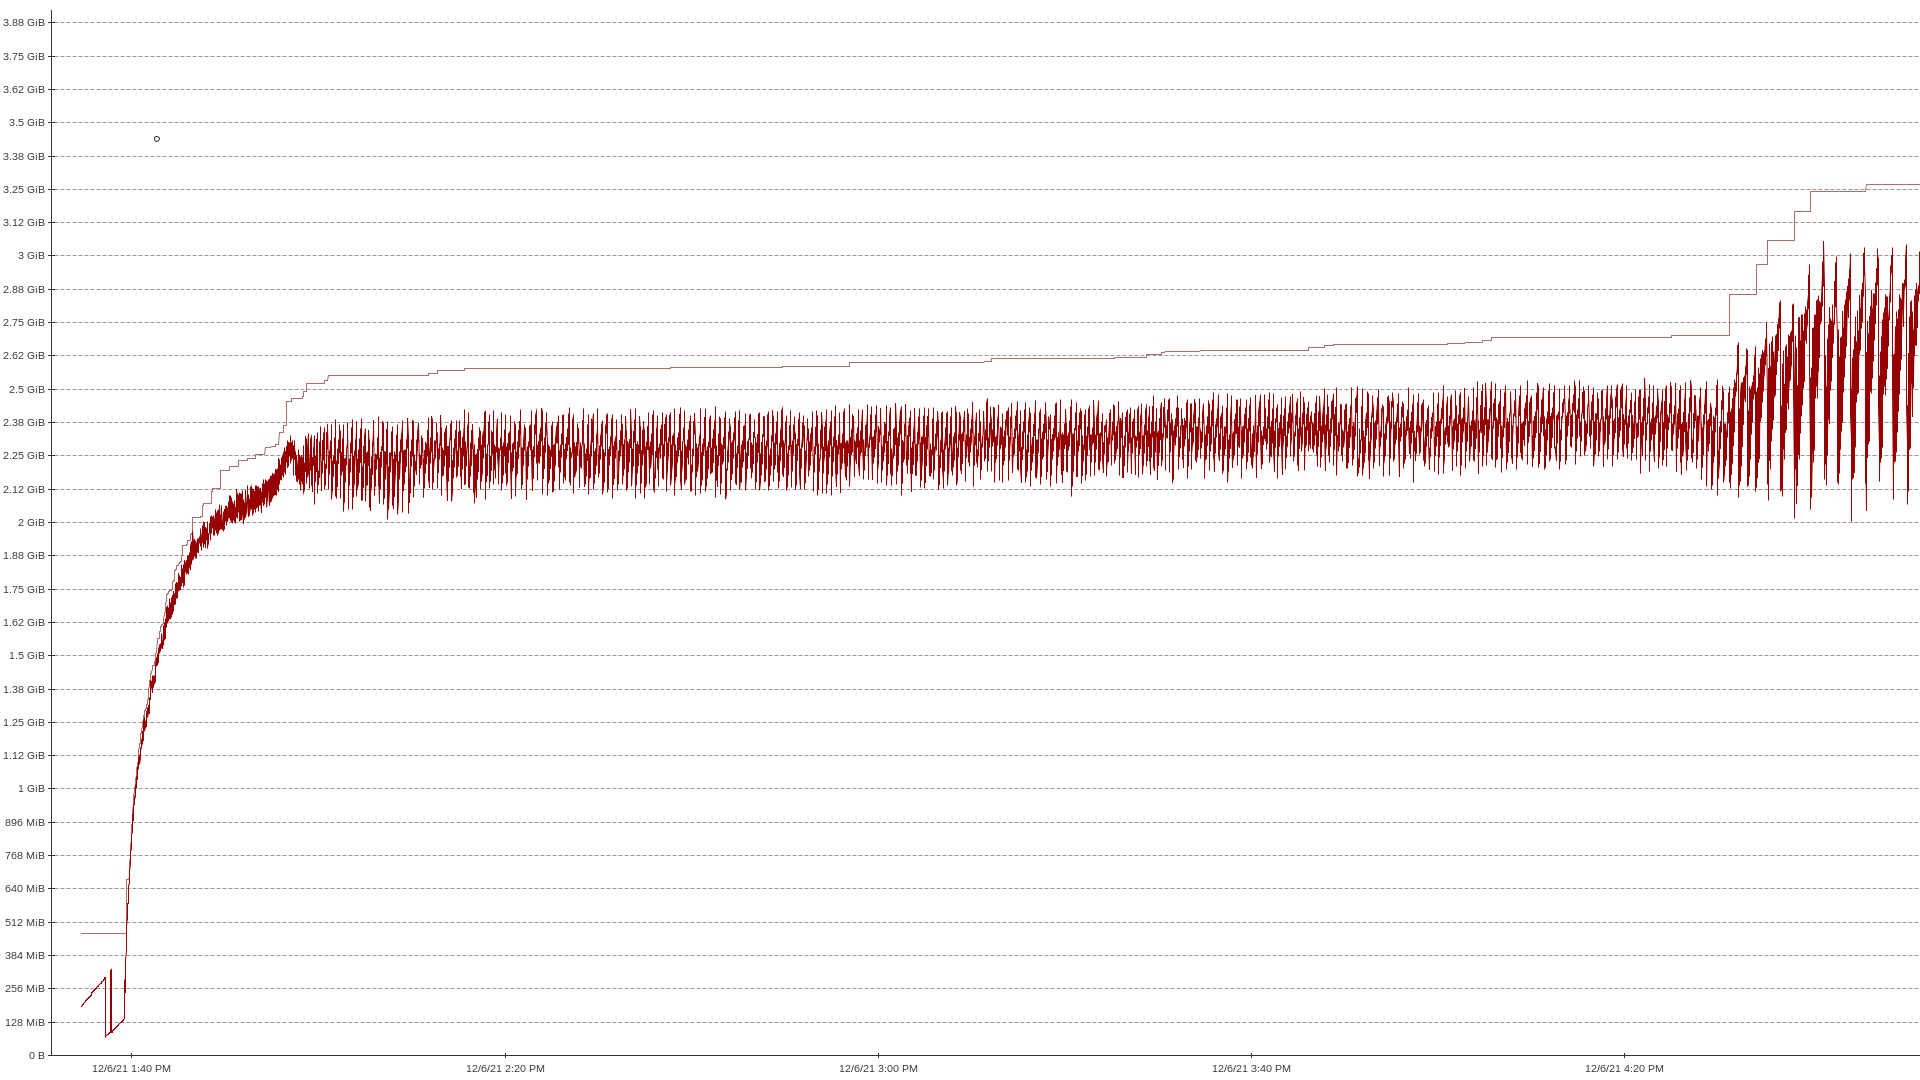 3.88 GiB
3.75 GiB
3.62 GiB
3.5 GiB
3.38 GiB
3.25 GiB
3.12 GiB
3 GiB
2.88 GiB
2.75 GiB
2.62 GiB
2.5 GiB
2.38 GiB
2.25 GiB
2.12 GiB
2 GiB
1.88 GiB
1.75 GiB
1.62 GiB
1.5 GiB
1.38 GiB
1.25 GiB
1.12 GiB
1 GiB
896 MiB
768 MiB
640 MiB
512 MiB
384 MiB
256 MiB
128 MiB
0 B
12/6/21 1:40 PM 12/6/21 2:20 PM 12/6/21 3:00 PM 12/6/21 3:40 PM 12/6/21 4:20 PM